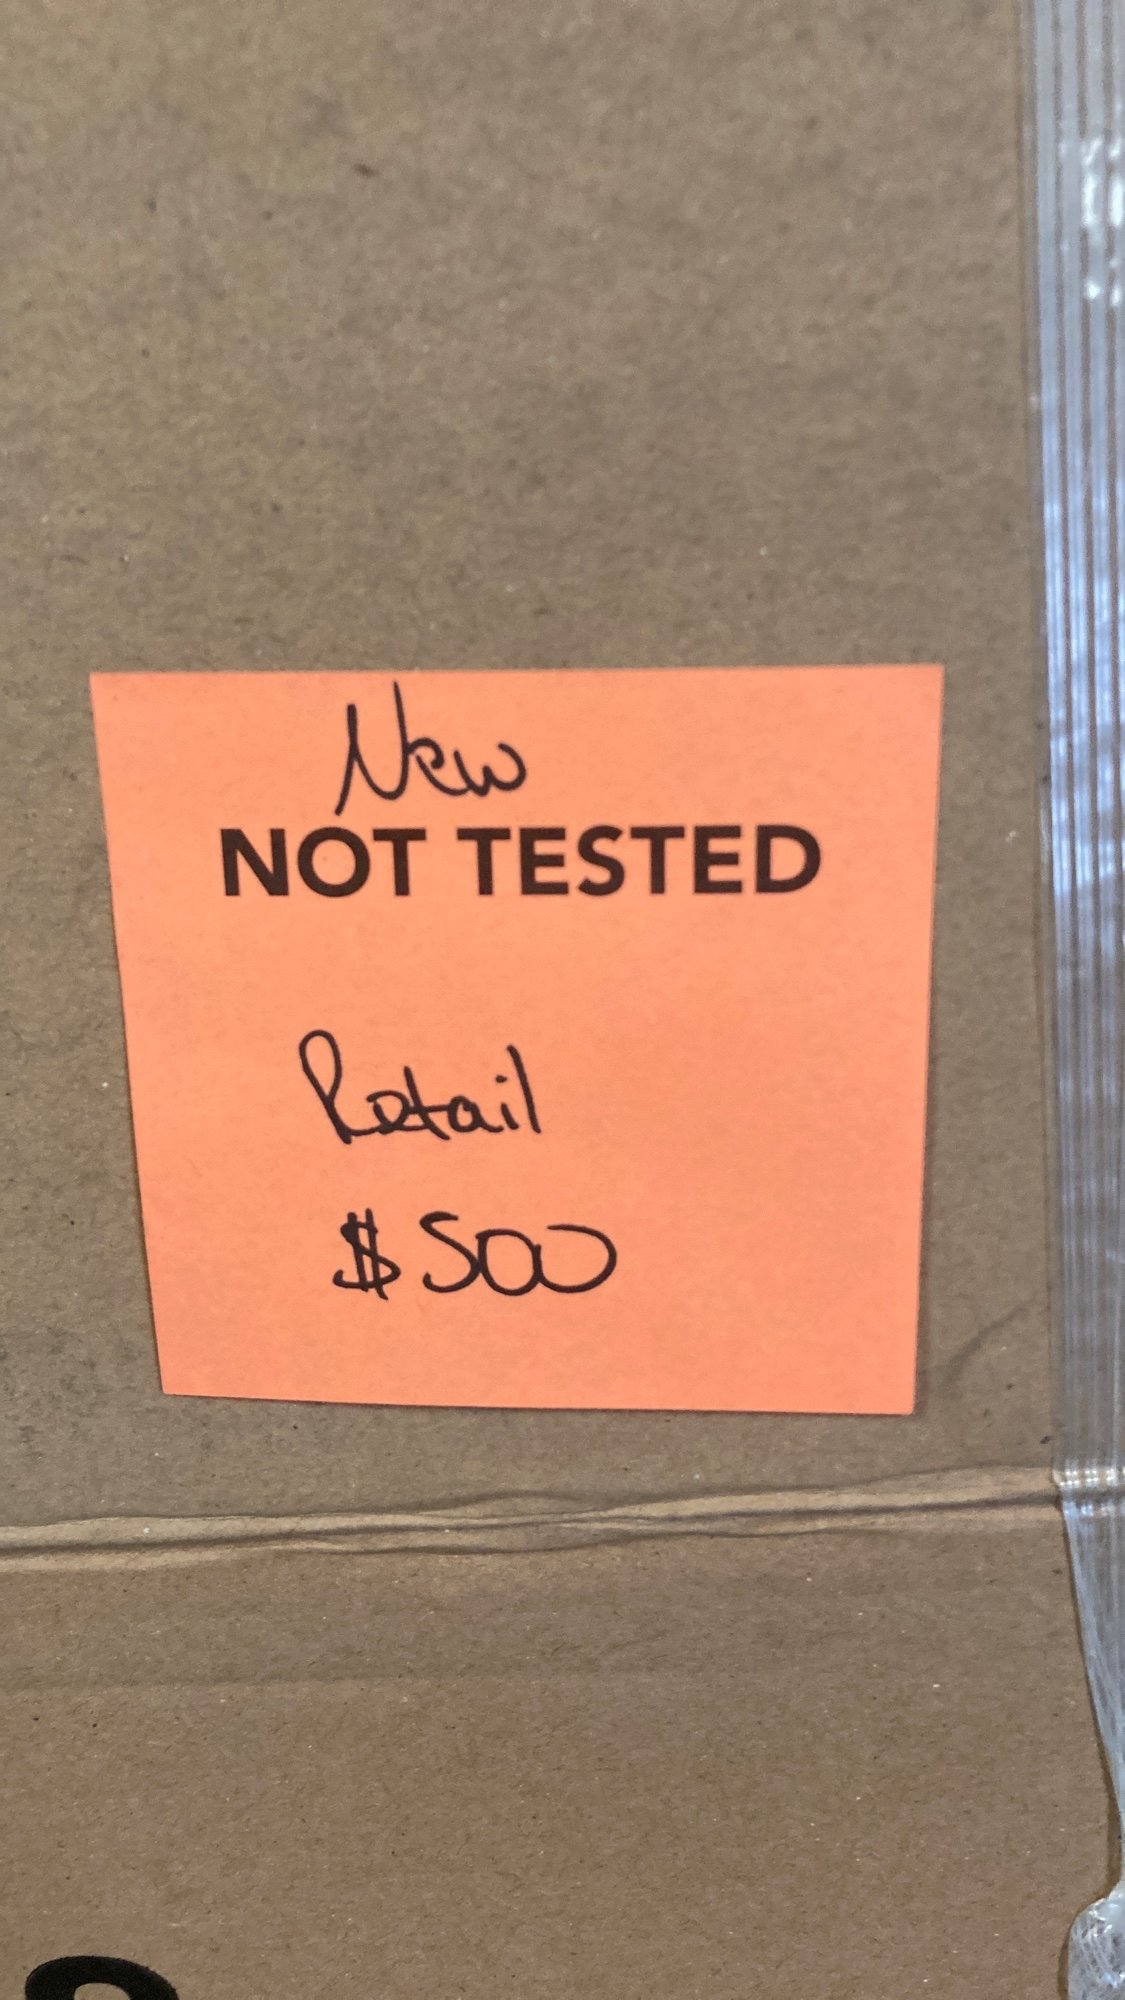 New
NOT TESTED
Retail
$500